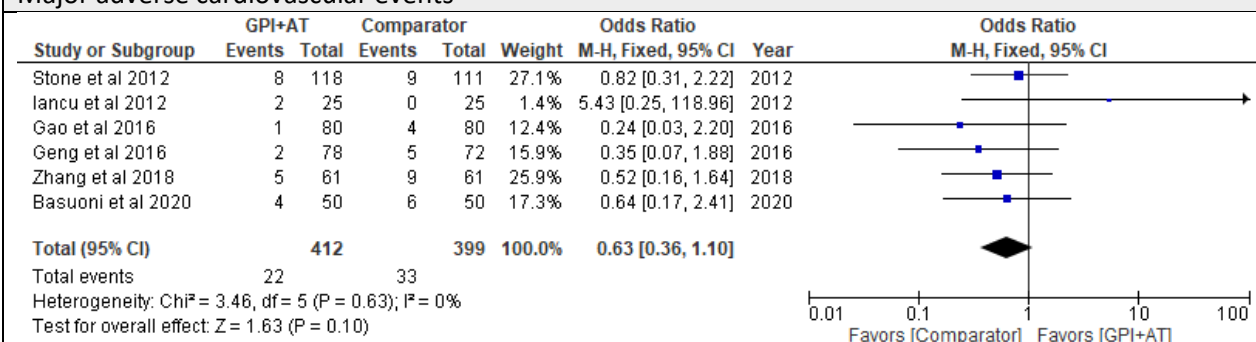 Major adverse cardiovascular events
GPI+AT Comparator Odds Ratio Odds Ratio
Study or Subgroup Events Total Events Total Weight M-H, Fixed, 95% CI Year M-H, Fixed, 95% CI
Stone et al 2012 8 118 9 111 27.1% 0.82 [0.31, 2.22] 2012
Iancu et al 2012 2 25 0 25 1.4% 5.43 [0.25, 118.96] 2012
Gao et al 2016 1 80 4 80 12.4% 0.24 [0.03, 2.20] 2016
Geng et al 2016 2 78 5 72 15.9% 0.35 [0.07, 1.88] 2016
Zhang et al 2018 5 61 9 61 25.9% 0.52 [0.16, 1.64] 2018
Basuoni et al 2020 4 50 6 50 17.3% 0.64 [0.17, 2.41] 2020
Total (95% CI) 412 399 100.0% 0.63 [0.36, 1.10]
Total events 22 33
Heterogeneity: Chi² = 3.46, df = 5 (P = 0.63); I² = 0%
Test for overall effect: Z = 1.63 (P = 0.10)
0.01 0.1 1 10 100
Favors [Comparator] Favors [GPI+AT]